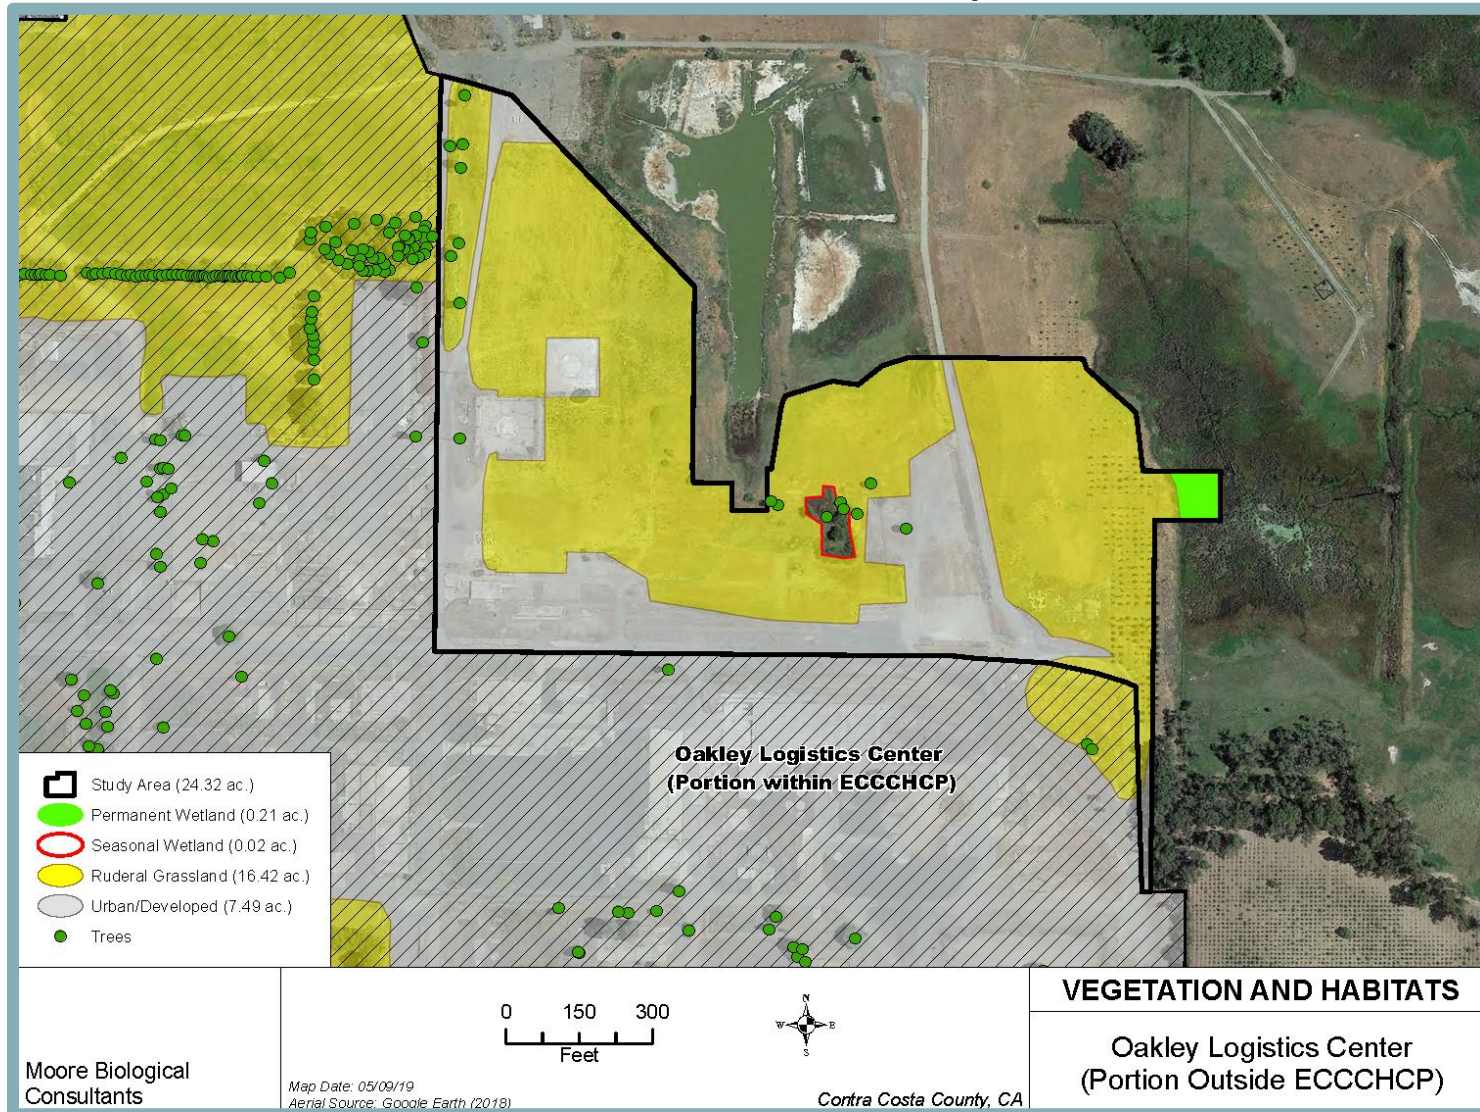 Oakley Logistics Center
(Portion within ECCCHCP)
Study Area (24.32 ac.)
Permanent Wetland (0.21 ac.)
Seasonal Wetland (0.02 ac.)
Ruderal Grassland (16.42 ac.)
Urban/Developed (7.49 ac.)
Trees
Moore Biological
Consultants
0 150 300
Feet
Map Date: 05/09/19
Aerial Source: Google Earth (2018)
N
W E
S
Contra Costa County, CA
VEGETATION AND HABITATS
Oakley Logistics Center
(Portion Outside ECCCHCP)